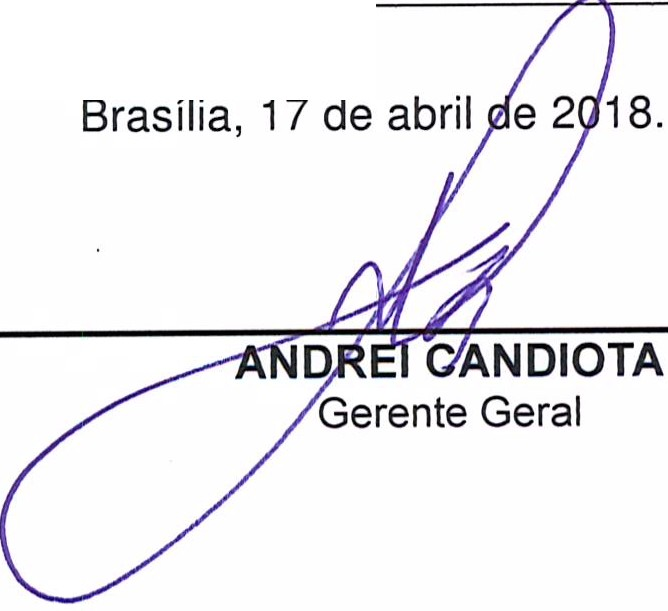 Brasília, 17 de abril de 2018.
ANDREI CANDIOTA
Gerente Geral